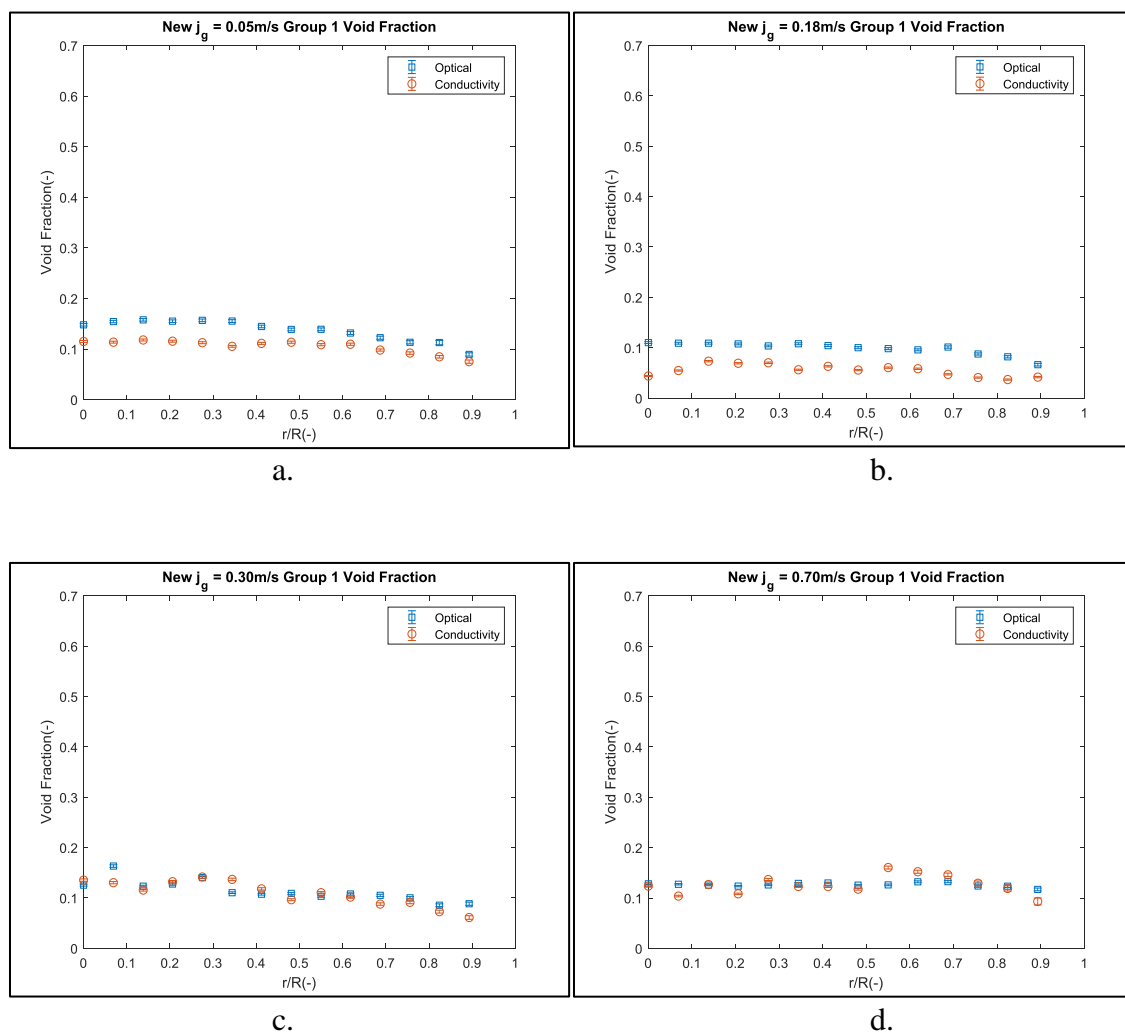 New j_g = 0.05m/s Group 1 Void Fraction
Optical
Conductivity
Void Fraction(-)
0.7
0.6
0.5
0.4
0.3
0.2
0.1
0
0 0.1 0.2 0.3 0.4 0.5 0.6 0.7 0.8 0.9 1
r/R(-)
a.
New j_g = 0.18m/s Group 1 Void Fraction
Optical
Conductivity
Void Fraction(-)
0.7
0.6
0.5
0.4
0.3
0.2
0.1
0
0 0.1 0.2 0.3 0.4 0.5 0.6 0.7 0.8 0.9 1
r/R(-)
b.
New j_g = 0.30m/s Group 1 Void Fraction
Optical
Conductivity
Void Fraction(-)
0.7
0.6
0.5
0.4
0.3
0.2
0.1
0
0 0.1 0.2 0.3 0.4 0.5 0.6 0.7 0.8 0.9 1
r/R(-)
c.
New j_g = 0.70m/s Group 1 Void Fraction
Optical
Conductivity
Void Fraction(-)
0.7
0.6
0.5
0.4
0.3
0.2
0.1
0
0 0.1 0.2 0.3 0.4 0.5 0.6 0.7 0.8 0.9 1
r/R(-)
d.